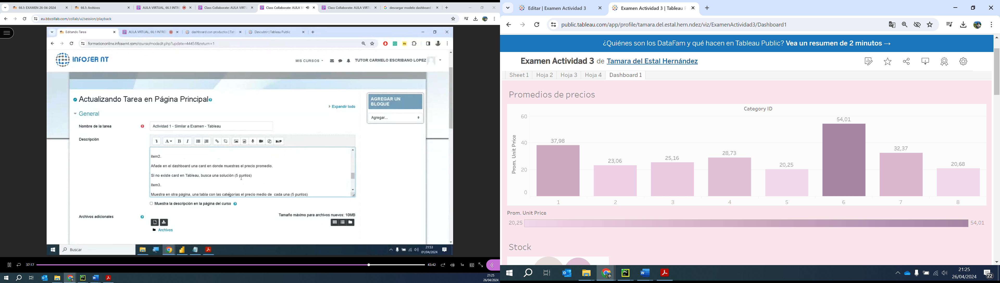 66.1: EXAMEN 26-04-2024
66.1: Archivos
AULA VIRTUAL, 66.1 INTRO
Class Collaborate: AULA VIRTU
Class Collaborate: AULA VI
Class Collaborate: AULA VIRTU
descargar modelo dashboard
eu.bbcollab.com/collab/ui/session/playback
Editando Tarea
AULA VIRTUAL, 66.1 INTRO
dashboard con productos | Tab
Descubrir | Tableau Public
formaciononline.infosernt.com/course/modedit.php?update=44458&return=1
INFOSER NT
MIS CURSOS
TUTOR CARMELO ESCRIBANO LOPEZ
Actualizando Tarea en Página Principal
Expandir todo
General
AGREGAR UN BLOQUE
Agregar...
Nombre de la tarea
Actividad 1 - Similar a Examen - Tableau
Descripción
item2.
Añade en el dashboard una card en donde muestras el precio promedio.
Si no existe card en Tableau, busca una solución (5 puntos)
item3.
Muestra en otra página, una tabla con las categorías el precio medio de cada una (5 puntos)
Muestra la descripción en la página del curso
Archivos adicionales
Tamaño máximo para archivos nuevos: 10MB
Archivos
Buscar
21:53
01/04/2024
37:17
43:42
1x
21:25
26/04/2024
Editar | Examen Actividad 3
Examen Actividad 3 | Tableau P
public.tableau.com/app/profile/tamara.del.estal.hern.ndez/viz/ExamenActividad3/Dashboard1
¿Quiénes son los DataFam y qué hacen en Tableau Public? Vea un resumen de 2 minutos →
Examen Actividad 3 de Tamara del Estal Hernández
Sheet 1
Hoja 2
Hoja 3
Hoja 4
Dashboard 1
Promedios de precios
Category ID
Prom. Unit Price
60
40
20
0
37,98
23,06
25,16
28,73
20,25
54,01
32,37
20,68
1
2
3
4
5
6
7
8
Prom. Unit Price
20,25
54,01
Stock
21:25
26/04/2024
22